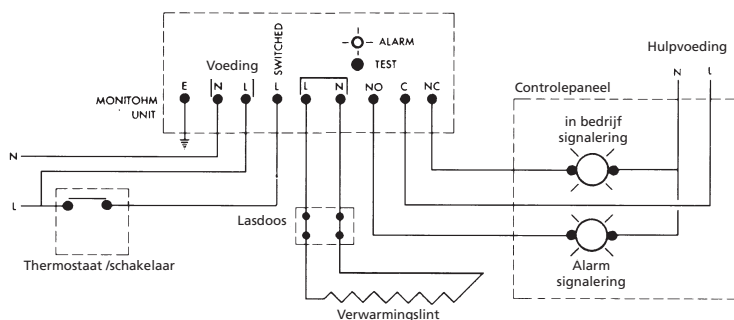 SWITCHED
ALARM
TEST
Voeding
Hulpvoeding
E N L L L N NO C NC
N L
MONITOHM
UNIT
Controlepaneel
in bedrijf
signalering
N
L
Lasdoos
Thermostaat /schakelaar
Alarm
signalering
Verwarmingslint